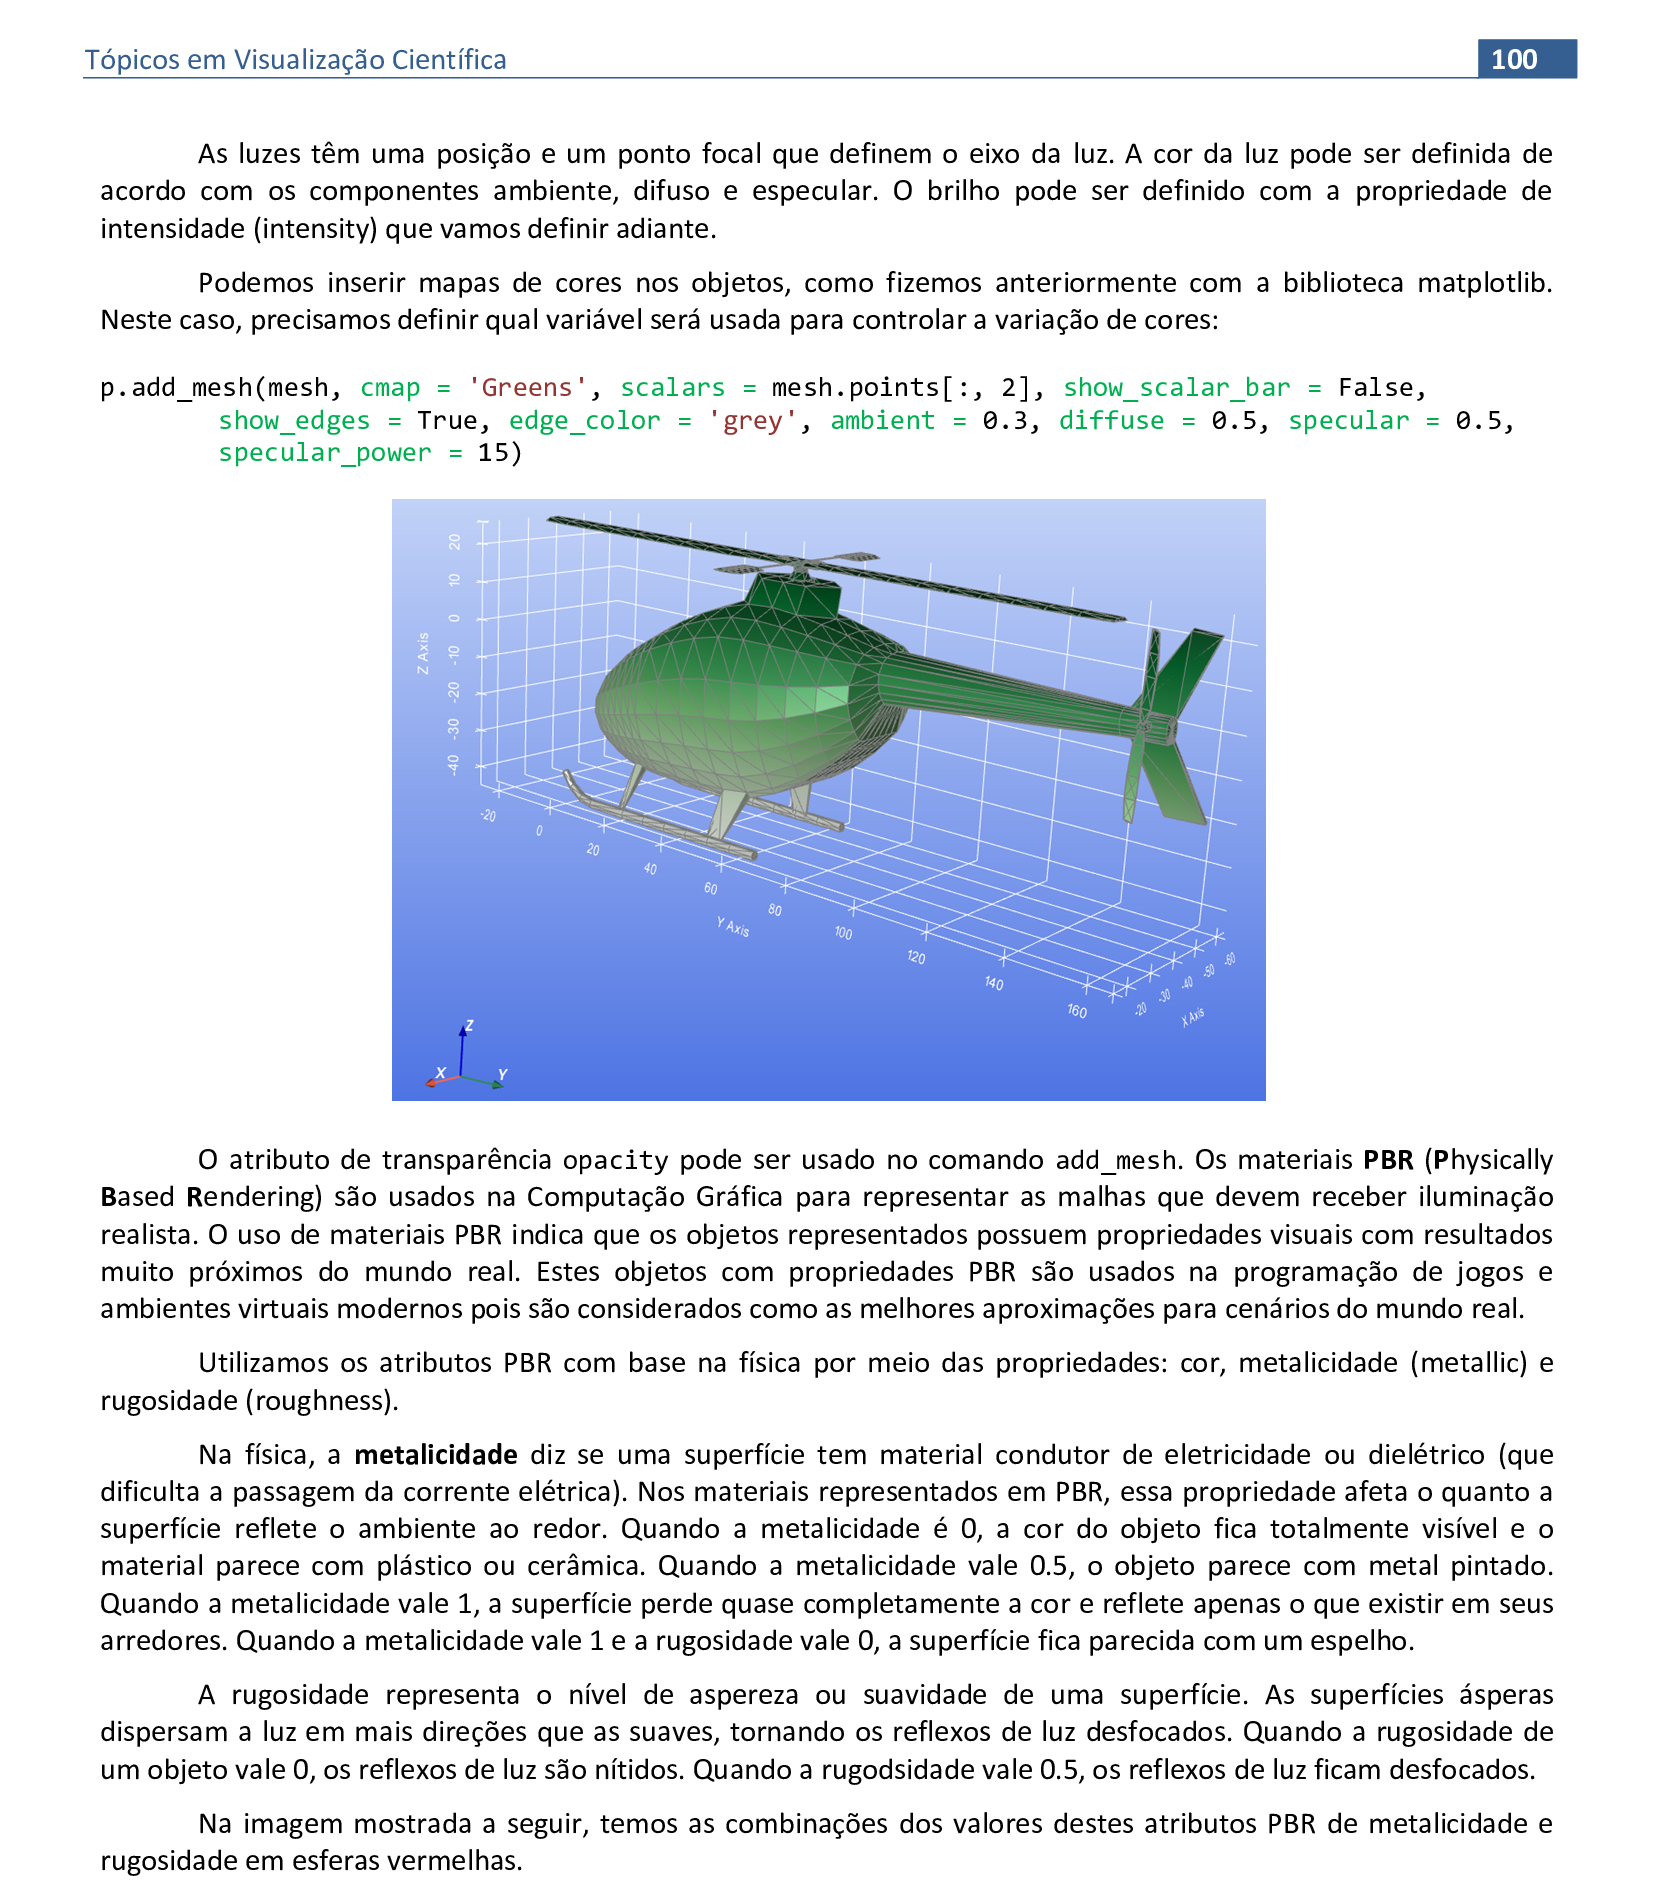 Tópicos em Visualização Científica 100
As luzes têm uma posição e um ponto focal que definem o eixo da luz. A cor da luz pode ser definida de
acordo com os componentes ambiente, difuso e especular. O brilho pode ser definido com a propriedade de
intensidade (intensity) que vamos definir adiante.
Podemos inserir mapas de cores nos objetos, como fizemos anteriormente com a biblioteca matplotlib.
Neste caso, precisamos definir qual variável será usada para controlar a variação de cores:
p.add_mesh(mesh, cmap = 'Greens', scalars = mesh.points[:, 2], show_scalar_bar = False,
show_edges = True, edge_color = 'grey', ambient = 0.3, diffuse = 0.5, specular = 0.5,
specular_power = 15)
20
10
0
-10
-20
-30
-40
Z Axis
-20
0
20
40
60
80
100
120
140
160
Y Axis
-20
-30
-40
-50
-60
X Axis
Z
X
Y
O atributo de transparência opacity pode ser usado no comando add_mesh. Os materiais PBR (Physically
Based Rendering) são usados na Computação Gráfica para representar as malhas que devem receber iluminação
realista. O uso de materiais PBR indica que os objetos representados possuem propriedades visuais com resultados
muito próximos do mundo real. Estes objetos com propriedades PBR são usados na programação de jogos e
ambientes virtuais modernos pois são considerados como as melhores aproximações para cenários do mundo real.
Utilizamos os atributos PBR com base na física por meio das propriedades: cor, metalicidade (metallic) e
rugosidade (roughness).
Na física, a metalicidade diz se uma superfície tem material condutor de eletricidade ou dielétrico (que
dificulta a passagem da corrente elétrica). Nos materiais representados em PBR, essa propriedade afeta o quanto a
superfície reflete o ambiente ao redor. Quando a metalicidade é 0, a cor do objeto fica totalmente visível e o
material parece com plástico ou cerâmica. Quando a metalicidade vale 0.5, o objeto parece com metal pintado.
Quando a metalicidade vale 1, a superfície perde quase completamente a cor e reflete apenas o que existir em seus
arredores. Quando a metalicidade vale 1 e a rugosidade vale 0, a superfície fica parecida com um espelho.
A rugosidade representa o nível de aspereza ou suavidade de uma superfície. As superfícies ásperas
dispersam a luz em mais direções que as suaves, tornando os reflexos de luz desfocados. Quando a rugosidade de
um objeto vale 0, os reflexos de luz são nítidos. Quando a rugodsidade vale 0.5, os reflexos de luz ficam desfocados.
Na imagem mostrada a seguir, temos as combinações dos valores destes atributos PBR de metalicidade e
rugosidade em esferas vermelhas.